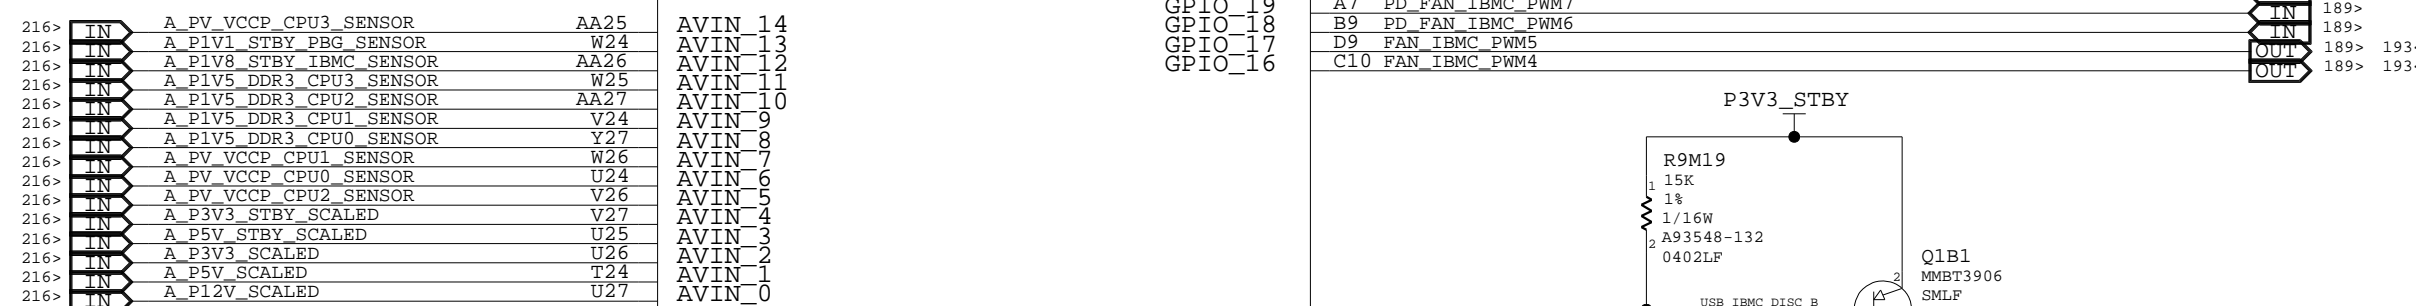 216> IN A_PV_VCCP_CPU3_SENSOR AA25 AVIN_14
216> IN A_P1V1_STBY_PBG_SENSOR W24 AVIN_13
216> IN A_P1V8_STBY_IBMC_SENSOR AA26 AVIN_12
216> IN A_P1V5_DDR3_CPU3_SENSOR W25 AVIN_11
216> IN A_P1V5_DDR3_CPU2_SENSOR AA27 AVIN_10
216> IN A_P1V5_DDR3_CPU1_SENSOR V24 AVIN_9
216> IN A_P1V5_DDR3_CPU0_SENSOR Y27 AVIN_8
216> IN A_PV_VCCP_CPU1_SENSOR W26 AVIN_7
216> IN A_PV_VCCP_CPU0_SENSOR U24 AVIN_6
216> IN A_PV_VCCP_CPU2_SENSOR V26 AVIN_5
216> IN A_P3V3_STBY_SCALED V27 AVIN_4
216> IN A_P5V_STBY_SCALED U25 AVIN_3
216> IN A_P3V3_SCALED U26 AVIN_2
216> IN A_P5V_SCALED T24 AVIN_1
216> IN A_P12V_SCALED U27 AVIN_0
GPIO_19 A7 PD_FAN_IBMC_PWM7 IN 189>
GPIO_18 B9 PD_FAN_IBMC_PWM6 IN 189>
GPIO_17 D9 FAN_IBMC_PWM5 OUT 189> 193<
GPIO_16 C10 FAN_IBMC_PWM4 OUT 189> 193<
P3V3_STBY
R9M19
1 15K
1%
1/16W
2 A93548-132
0402LF
Q1B1
2 MMBT3906
SMLF
USB_IBMC_DISC_B